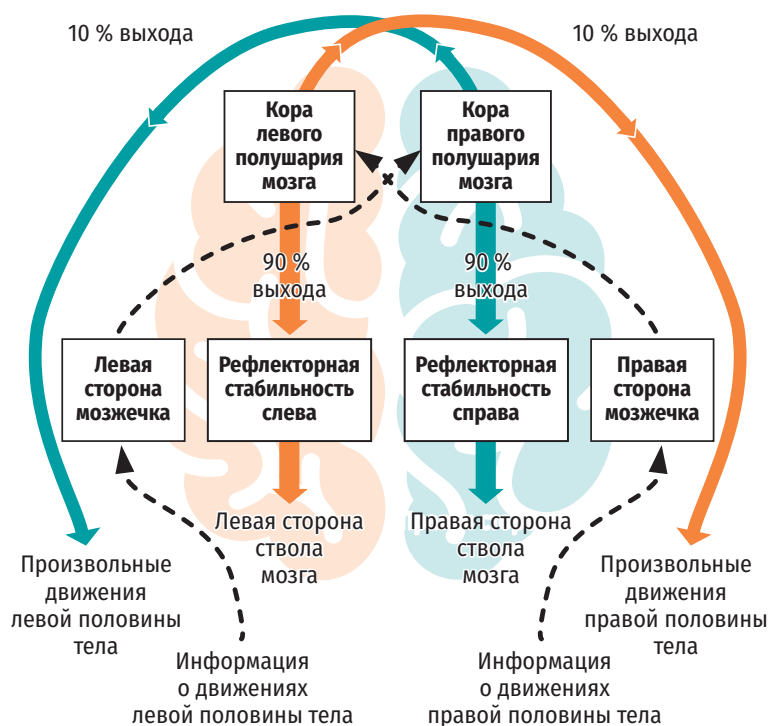 10 % выхода
10 % выхода
Кора
левого
полушария
мозга
Кора
правого
полушария
мозга
90 %
выхода
90 %
выхода
Левая
сторона
мозжечка
Рефлекторная
стабильность
слева
Рефлекторная
стабильность
справа
Правая
сторона
мозжечка
Левая сторона
ствола
мозга
Правая сторона
ствола
мозга
Произвольные
движения
левой половины
тела
Произвольные
движения
правой половины
тела
Информация
о движениях
левой половины тела
Информация
о движениях
правой половины тела